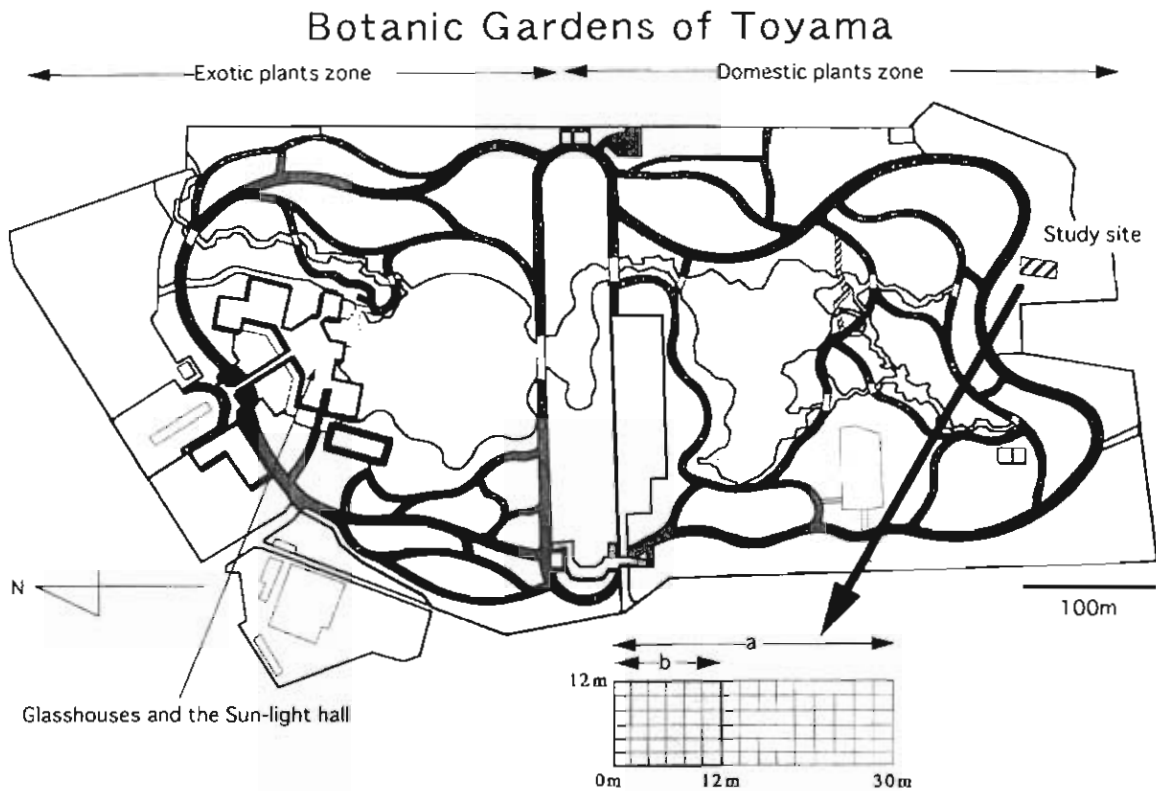 Botanic Gardens of Toyama
Exotic plants zone
Domestic plants zone
Study site
N
100m
a
b
12m
Glasshouses and the Sun-light hall
0m
12m
30m